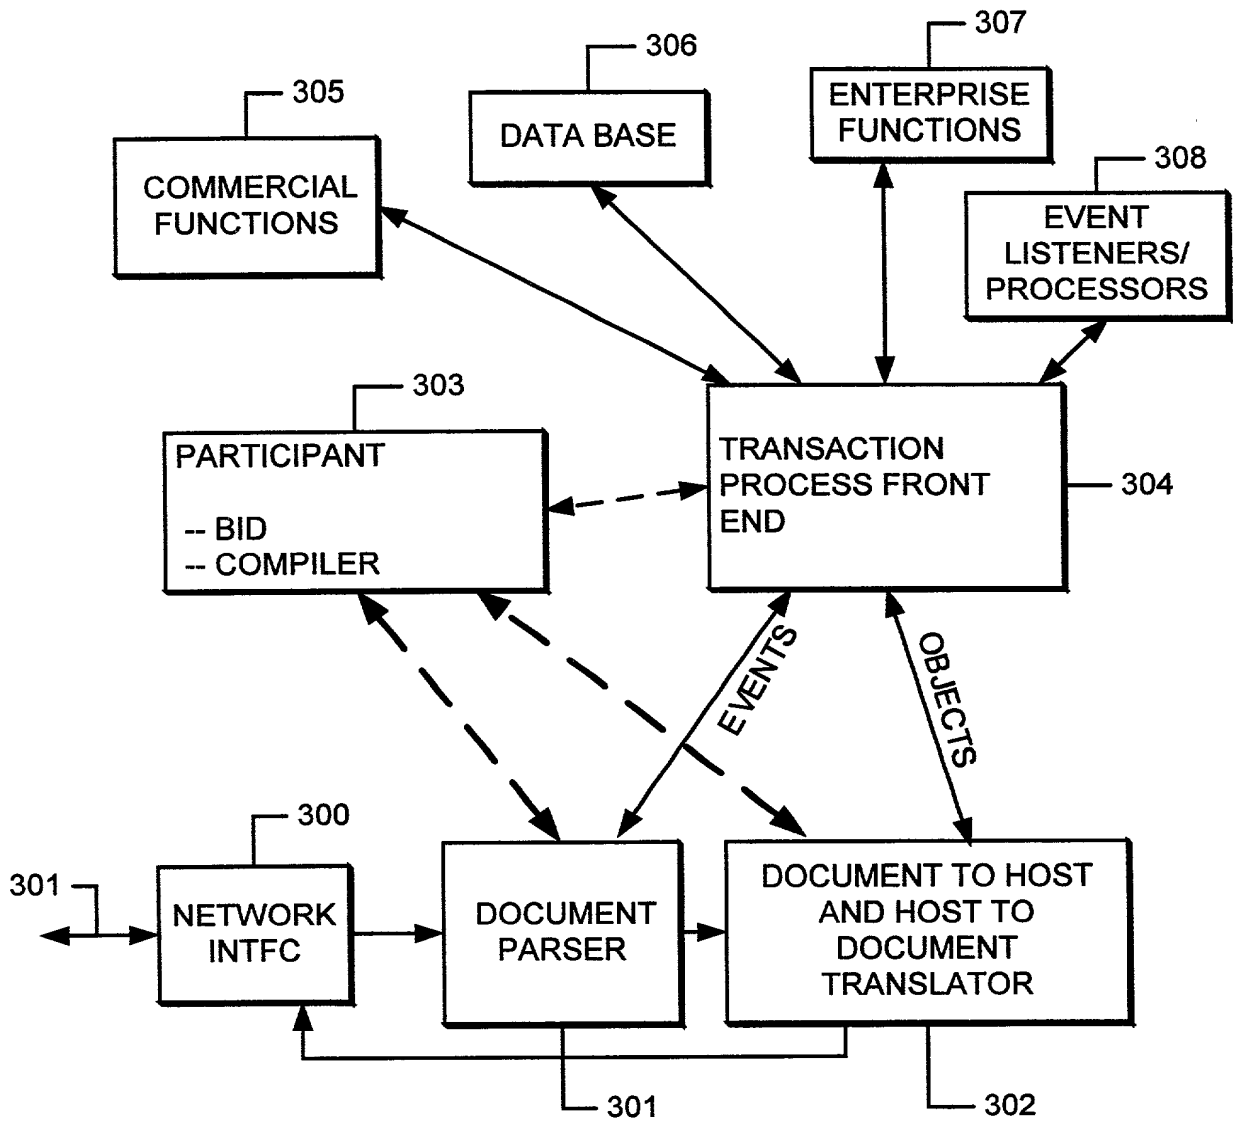 307
306
305
ENTERPRISE
FUNCTIONS
DATA BASE
308
COMMERCIAL
FUNCTIONS
EVENT
LISTENERS/
PROCESSORS
303
PARTICIPANT
-- BID
-- COMPILER
TRANSACTION
PROCESS FRONT
END
304
EVENTS
OBJECTS
300
301
NETWORK
INTFC
DOCUMENT
PARSER
DOCUMENT TO HOST
AND HOST TO
DOCUMENT
TRANSLATOR
301
302